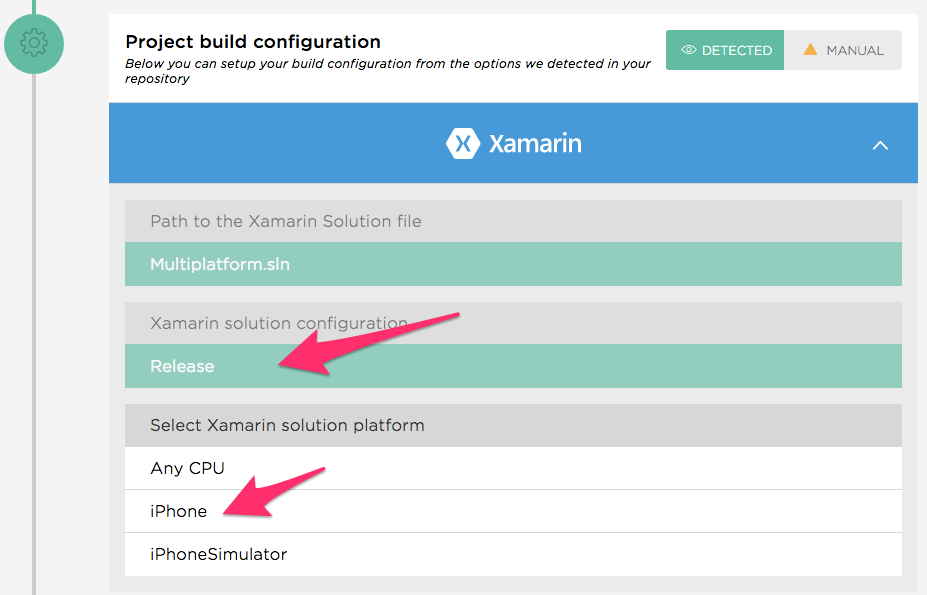 Project build configuration
Below you can setup your build configuration from the options we detected in your
repository
DETECTED
MANUAL
Xamarin
Path to the Xamarin Solution file
Multiplatform.sln
Xamarin solution configuration
Release
Select Xamarin solution platform
Any CPU
iPhone
iPhoneSimulator